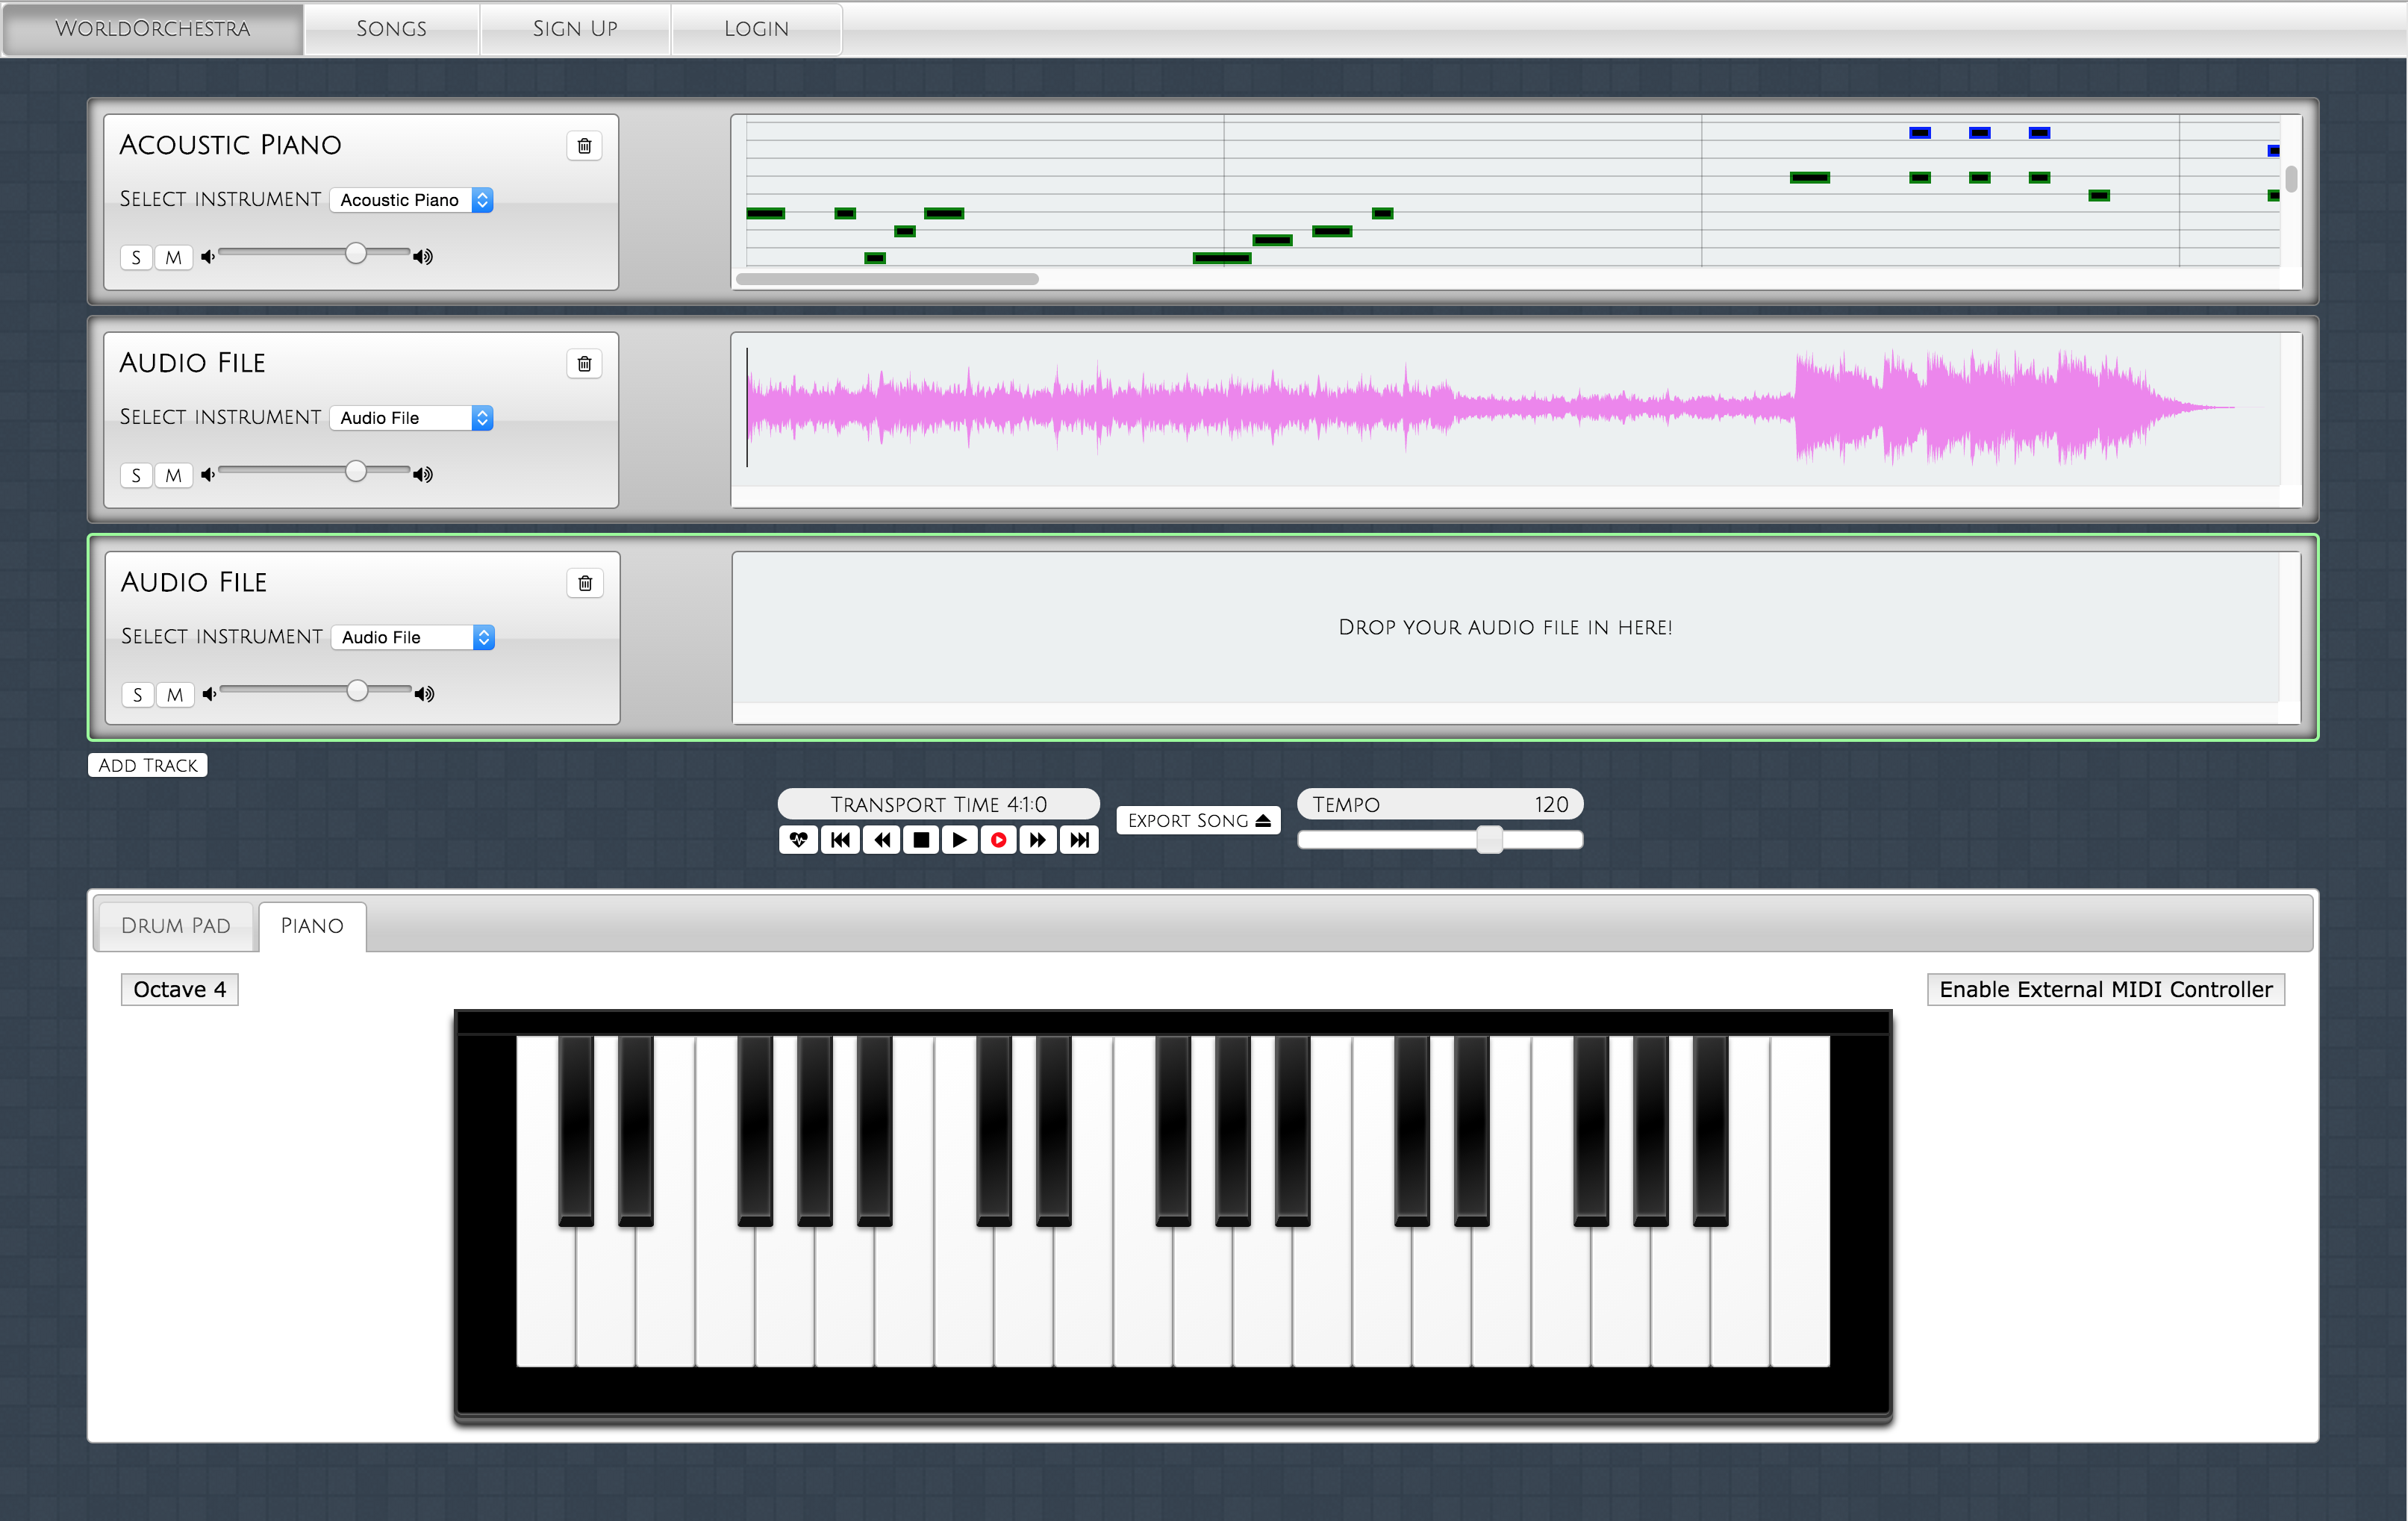 WorldOrchestra Songs Sign Up Login
Acoustic Piano
Select instrument Acoustic Piano
S M
Audio File
Select instrument Audio File
S M
Audio File
Select instrument Audio File
S M
Drop your audio file in here!
Add Track
Transport Time 4:1:0
Export Song
Tempo 120
Drum Pad Piano
Octave 4
Enable External MIDI Controller